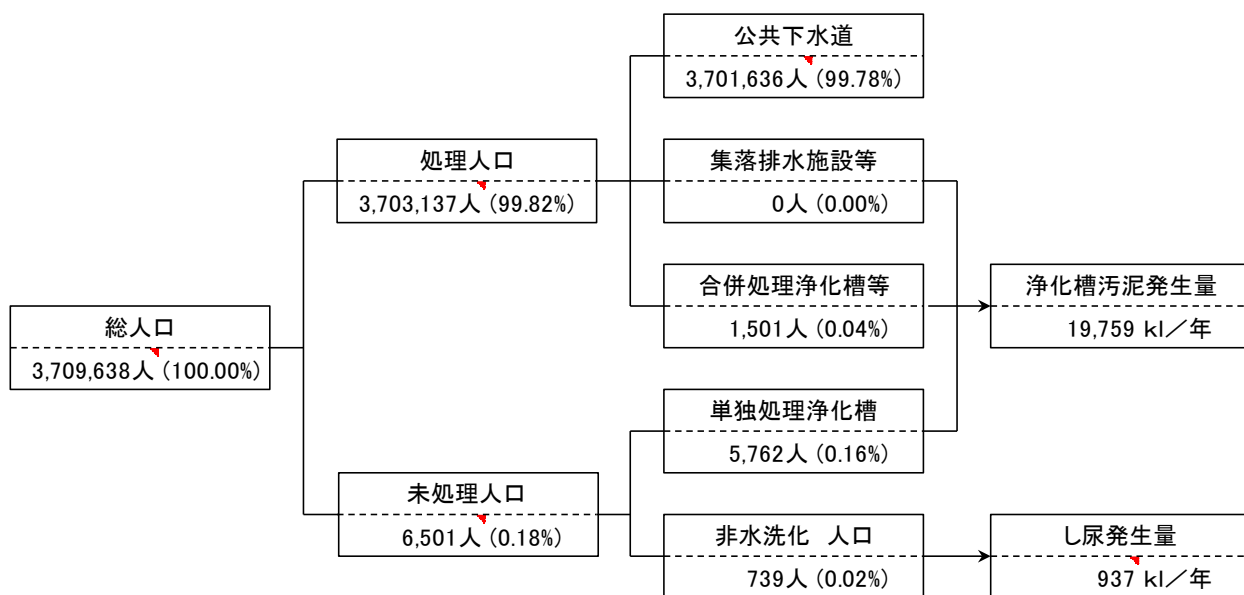 公共下水道
3,701,636人 (99.78%)
処理人口
3,703,137人 (99.82%)
集落排水施設等
0人 (0.00%)
合併処理浄化槽等
1,501人 (0.04%)
浄化槽汚泥発生量
19,759 kl／年
総人口
3,709,638人 (100.00%)
単独処理浄化槽
5,762人 (0.16%)
未処理人口
6,501人 (0.18%)
非水洗化　人口
739人 (0.02%)
し尿発生量
937 kl／年